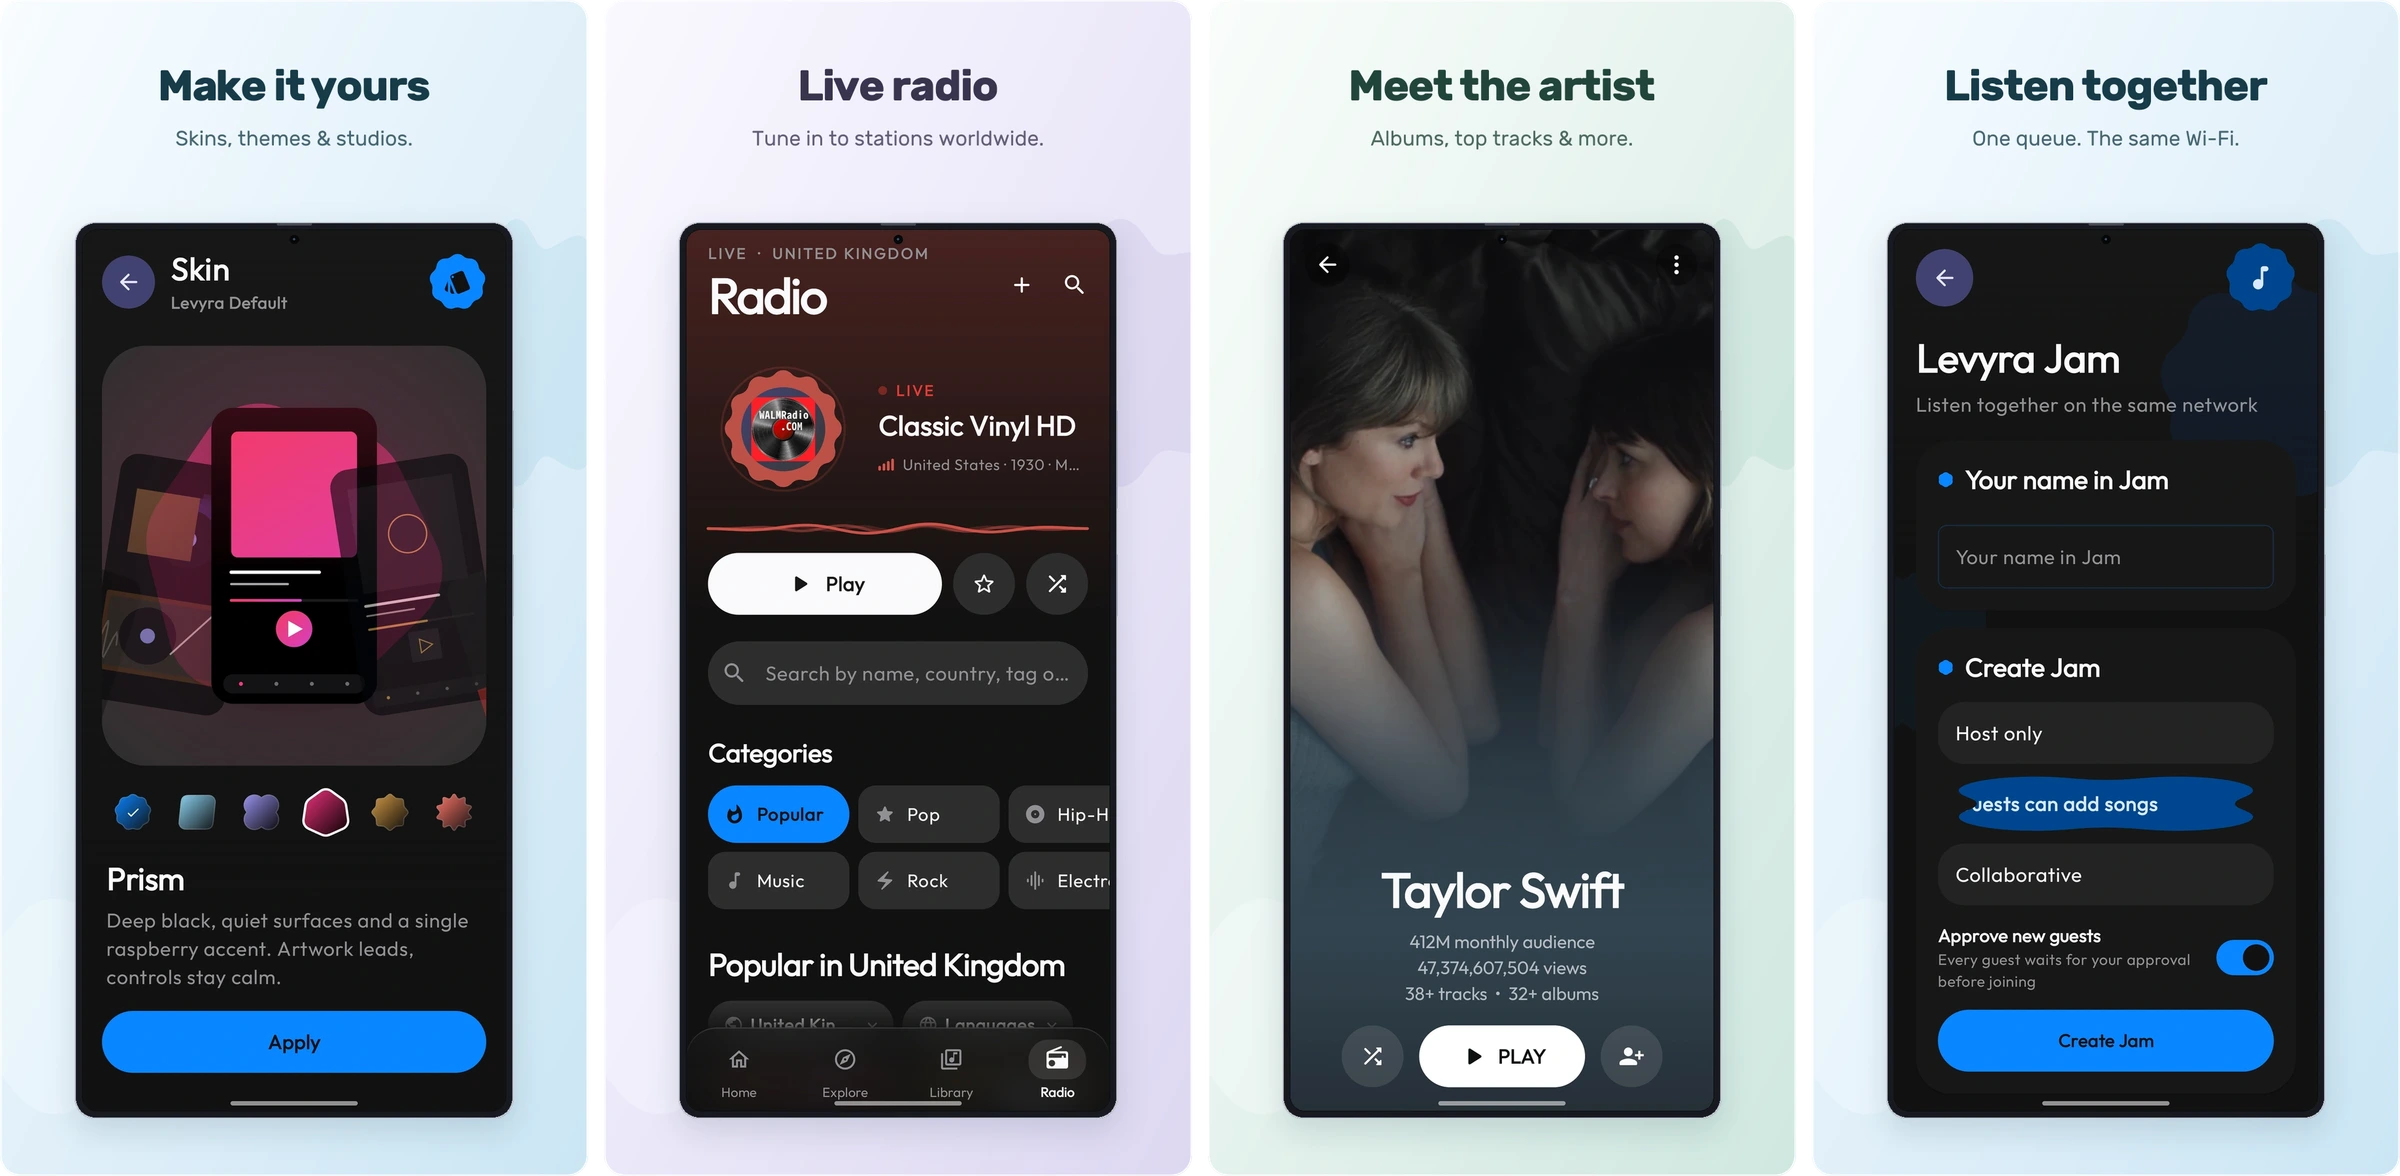 Make it yours
Skins, themes & studios.
Skin
Levyra Default
Prism
Deep black, quiet surfaces and a single
raspberry accent. Artwork leads,
controls stay calm.
Apply
Live radio
Tune in to stations worldwide.
LIVE · UNITED KINGDOM
Radio
WALMRadio
.COM
LIVE
Classic Vinyl HD
United States · 1930 · M...
Play
Search by name, country, tag o...
Categories
Popular
Pop
Hip-H
Music
Rock
Electr
Popular in United Kingdom
United Kin
Languages
Home
Explore
Library
Radio
Meet the artist
Albums, top tracks & more.
Taylor Swift
412M monthly audience
47,374,607,504 views
38+ tracks • 32+ albums
PLAY
Listen together
One queue. The same Wi-Fi.
Levyra Jam
Listen together on the same network
Your name in Jam
Your name in Jam
Create Jam
Host only
uests can add songs
Collaborative
Approve new guests
Every guest waits for your approval
before joining
Create Jam